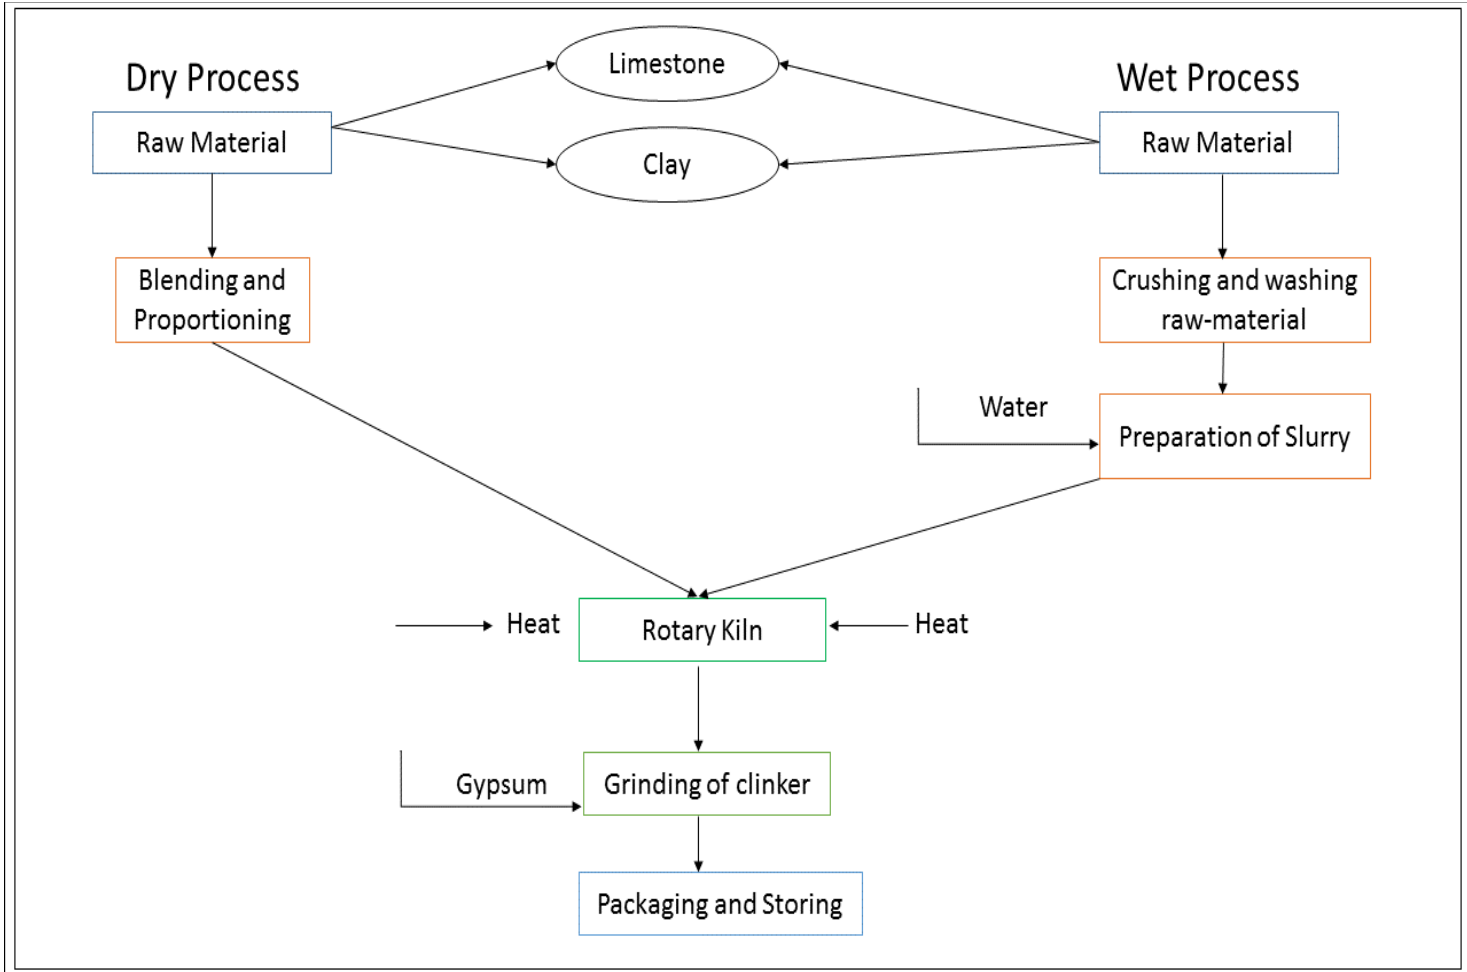 Dry Process
Limestone
Wet Process
Raw Material
Clay
Raw Material
Blending and
Proportioning
Crushing and washing
raw-material
Water
Preparation of Slurry
Heat
Rotary Kiln
Heat
Gypsum
Grinding of clinker
Packaging and Storing